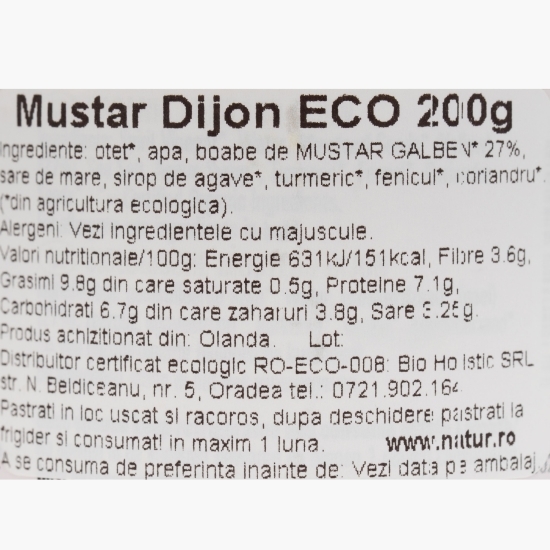 Mustar Dijon ECO 200g
Ingrediente: otet*, apa, boabe de MUSTAR GALBEN* 27%,
sare de mare, sirop de agave*, turmeric*, fenicul*, coriandru*.
(*din agricultura ecologica).
Alergeni: Vezi ingredientele cu majuscule.
Valori nutritionale/100g: Energie 631kJ/151kcal, Fibre 3.6g,
Grasimi 9.8g din care saturate 0.5g, Proteine 7.1g,
Carbohidrati 6.7g din care zaharuri 3.8g, Sare 3.25g.
Produs achizitionat din: Olanda. Lot:
Distribuitor certificat ecologic RO-ECO-008: Bio Holistic SRL
str. N. Beldiceanu, nr. 5, Oradea tel.: 0721.902.164
Pastrati in loc uscat si racoros, dupa deschidere pastrati la
frigider si consumati in maxim 1 luna. www.natur.ro
A se consuma de preferinta inainte de: Vezi data pe ambalaj